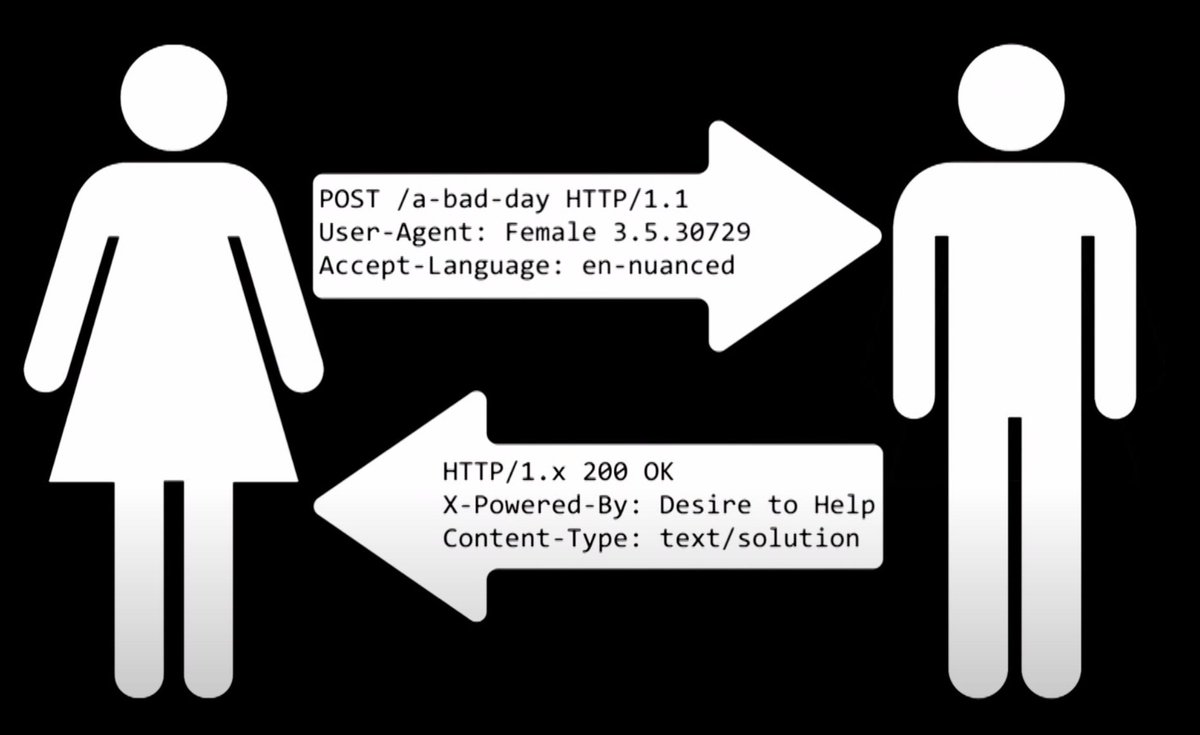 POST /a-bad-day HTTP/1.1
User-Agent: Female 3.5.30729
Accept-Language: en-nuanced
HTTP/1.x 200 OK
X-Powered-By: Desire to Help
Content-Type: text/solution